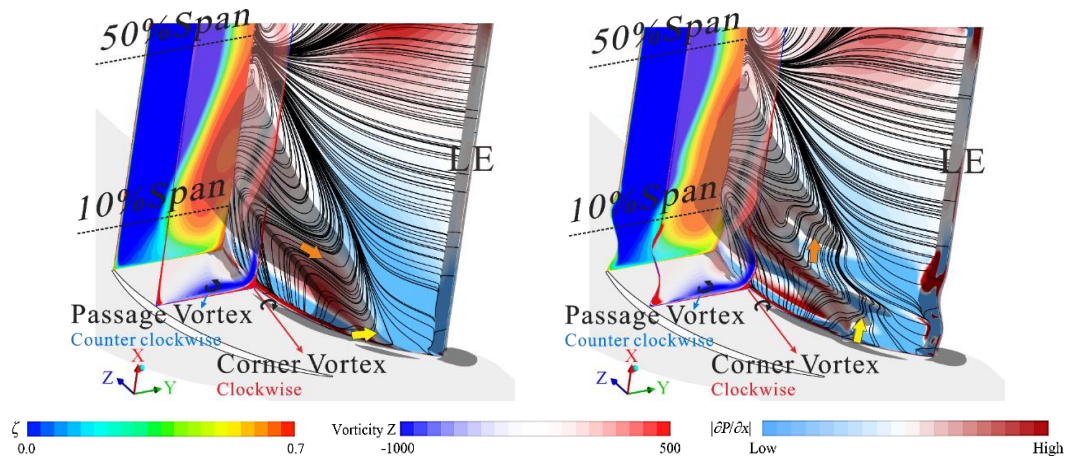 50%Span
LE
10%Span
Passage Vortex
Counter clockwise
Corner Vortex
Clockwise
X
Z
Y
50%Span
LE
10%Span
Passage Vortex
Counter clockwise
Corner Vortex
Clockwise
X
Z
Y
ζ
0.0 0.7
Vorticity Z
-1000 500
|∂P/∂x|
Low High